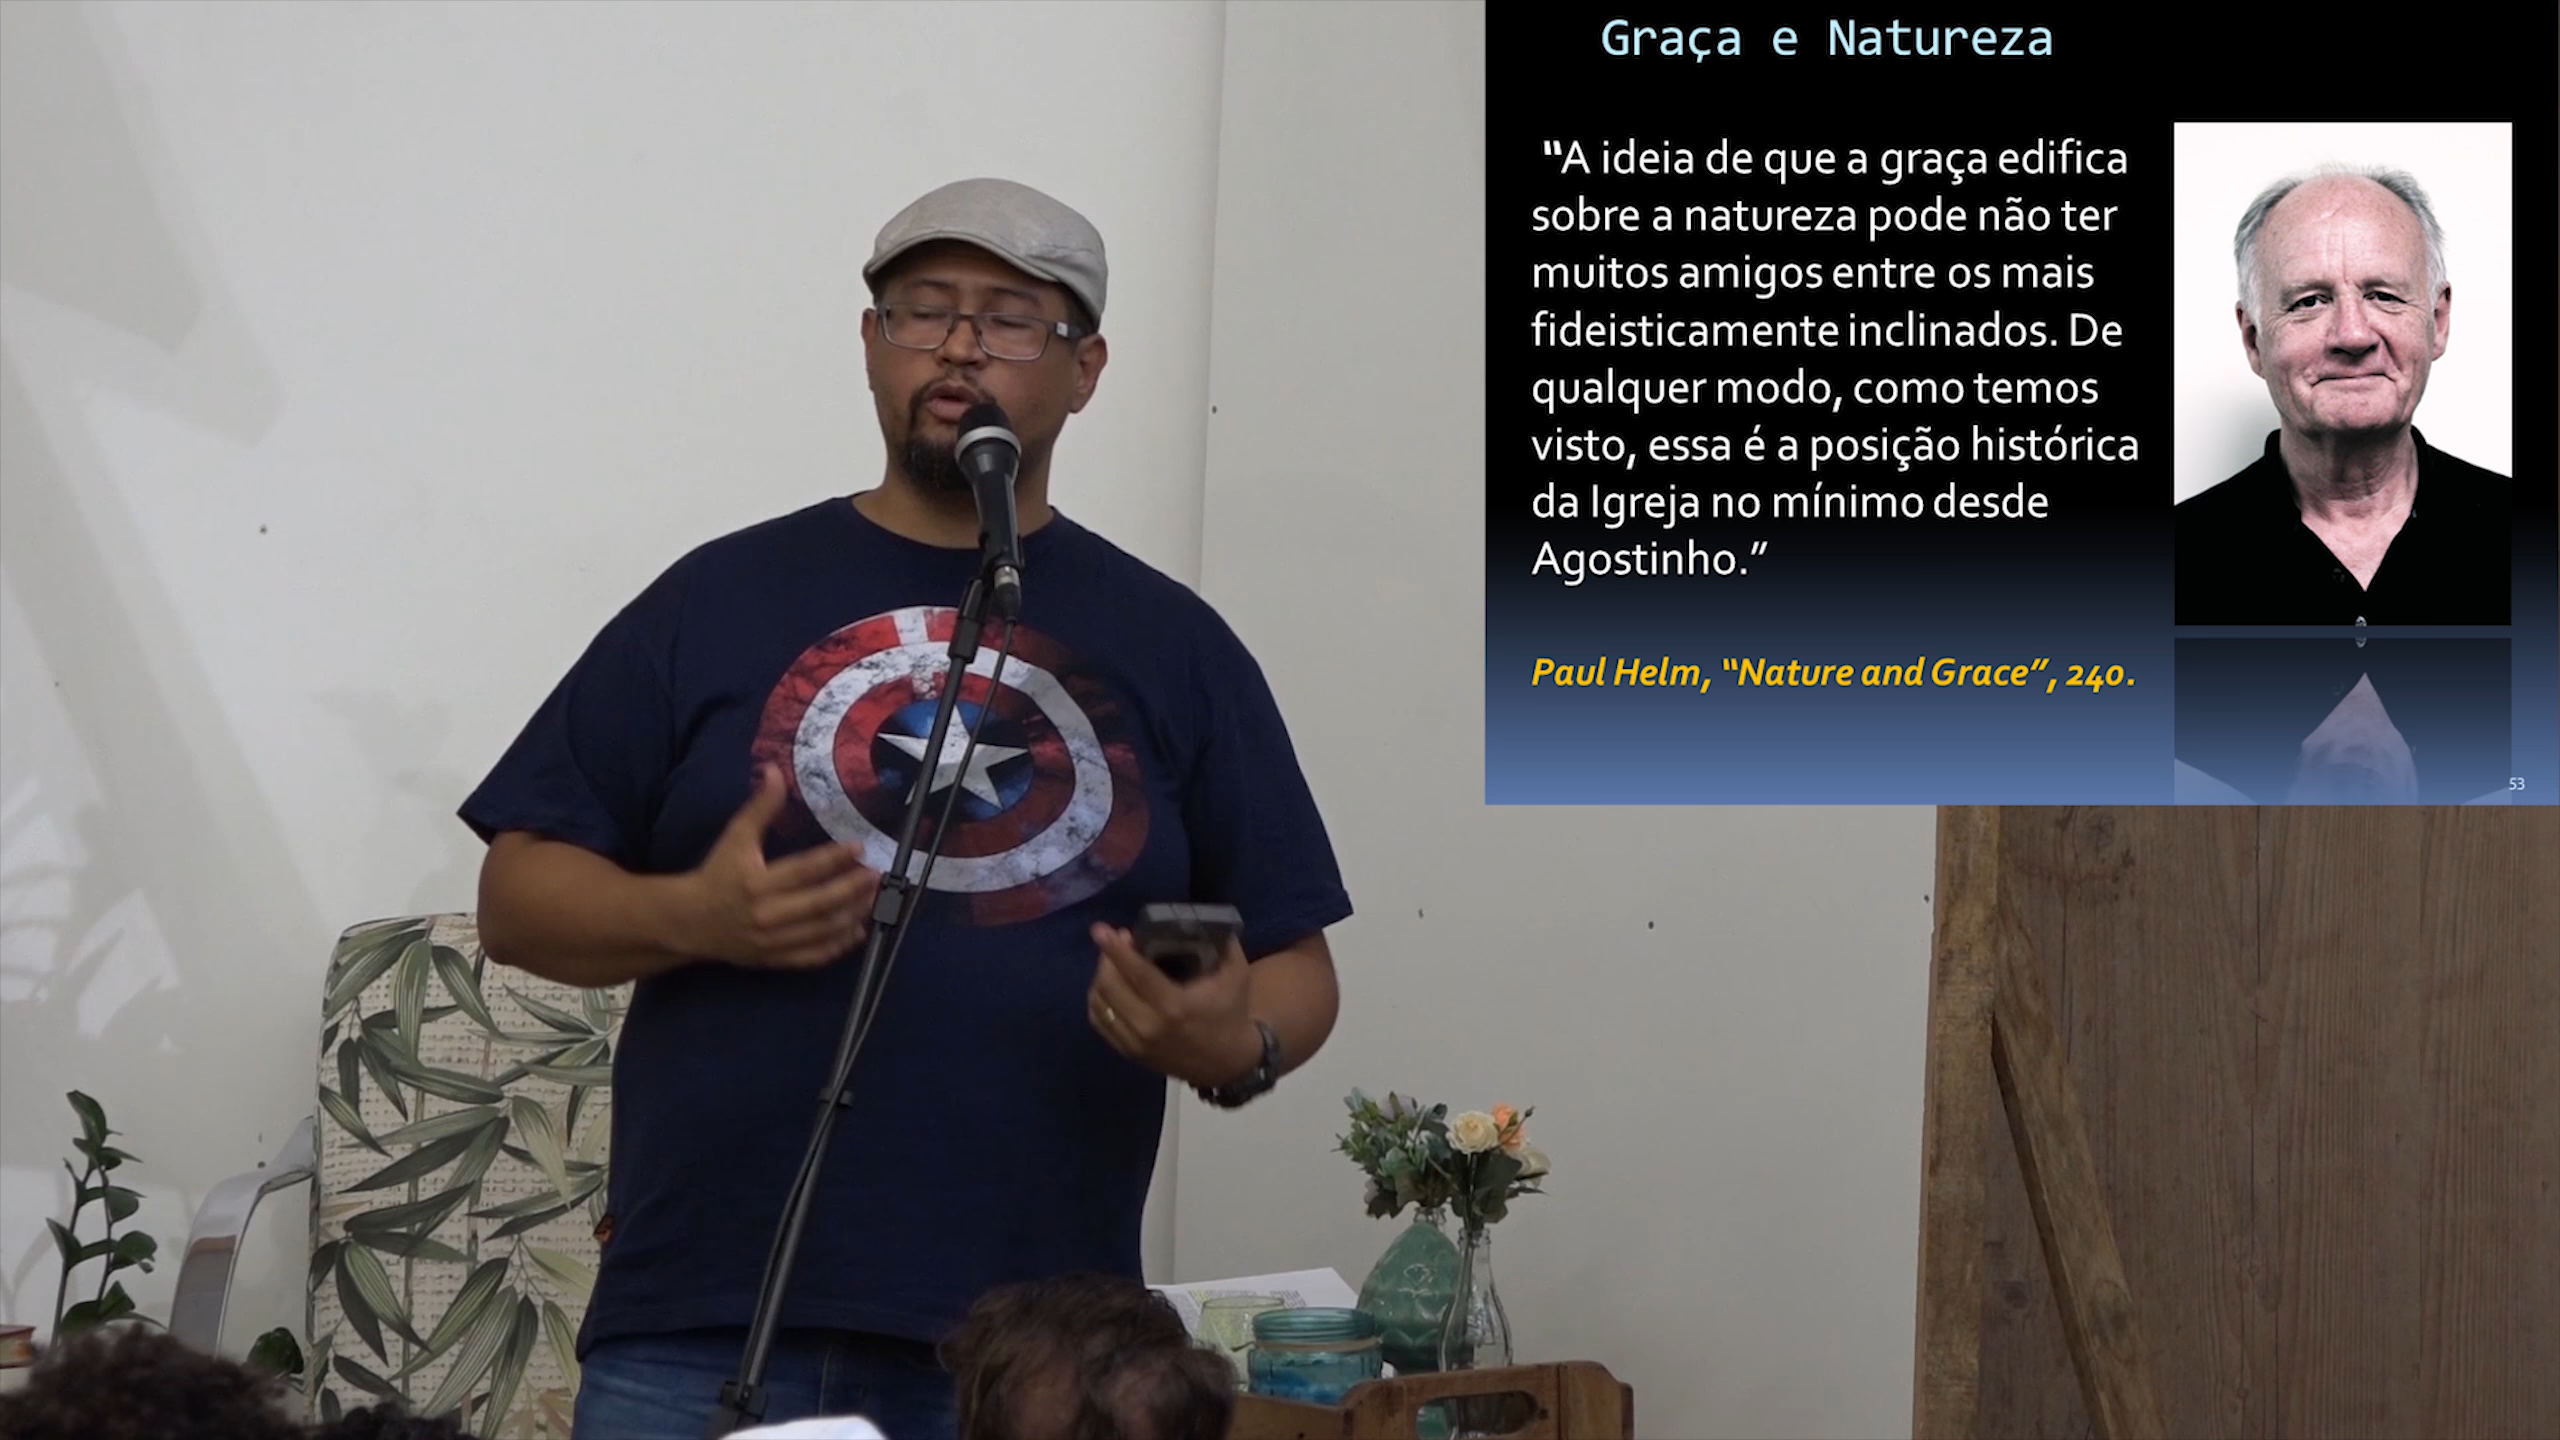 Graça e Natureza
“A ideia de que a graça edifica
sobre a natureza pode não ter
muitos amigos entre os mais
fideisticamente inclinados. De
qualquer modo, como temos
visto, essa é a posição histórica
da Igreja no mínimo desde
Agostinho.”
Paul Helm, “Nature and Grace”, 240.
53